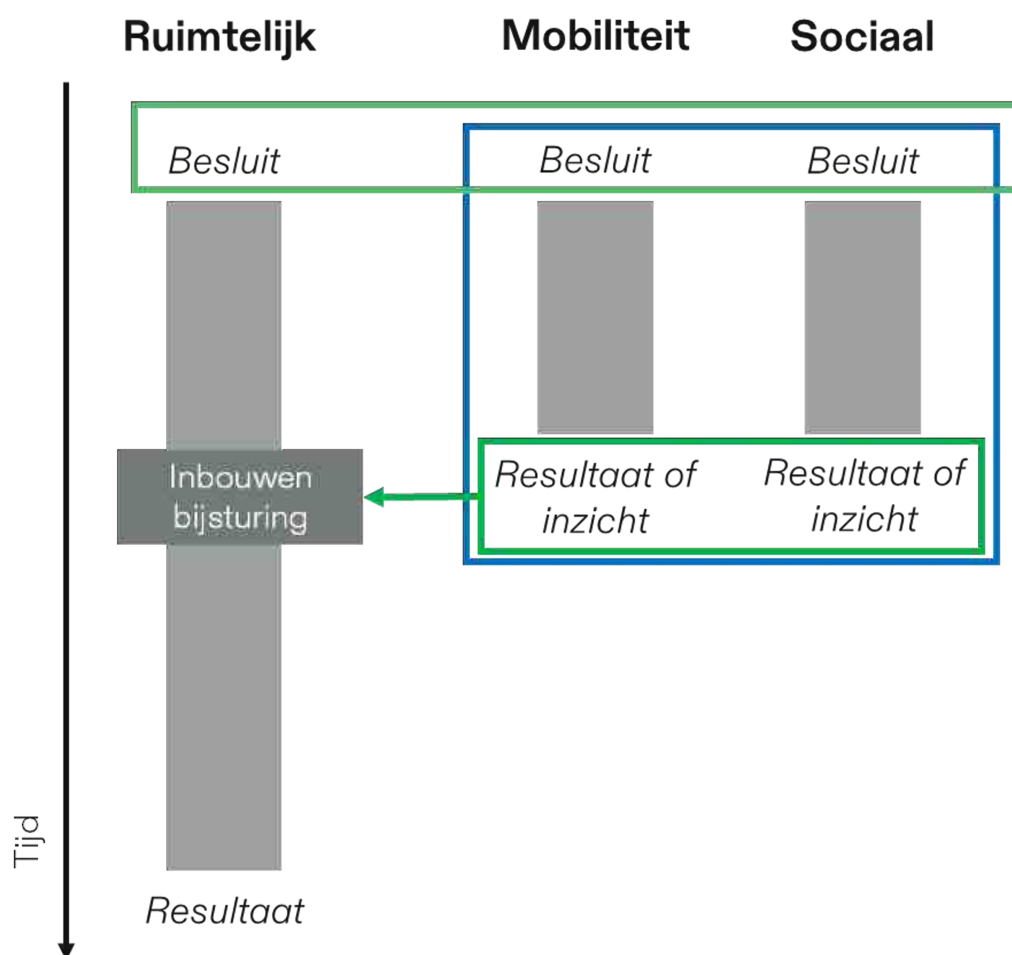 Ruimtelijk Mobiliteit Sociaal
Besluit Besluit Besluit
Inbouwen
bijsturing
Resultaat of
inzicht
Resultaat of
inzicht
Tijd
Resultaat